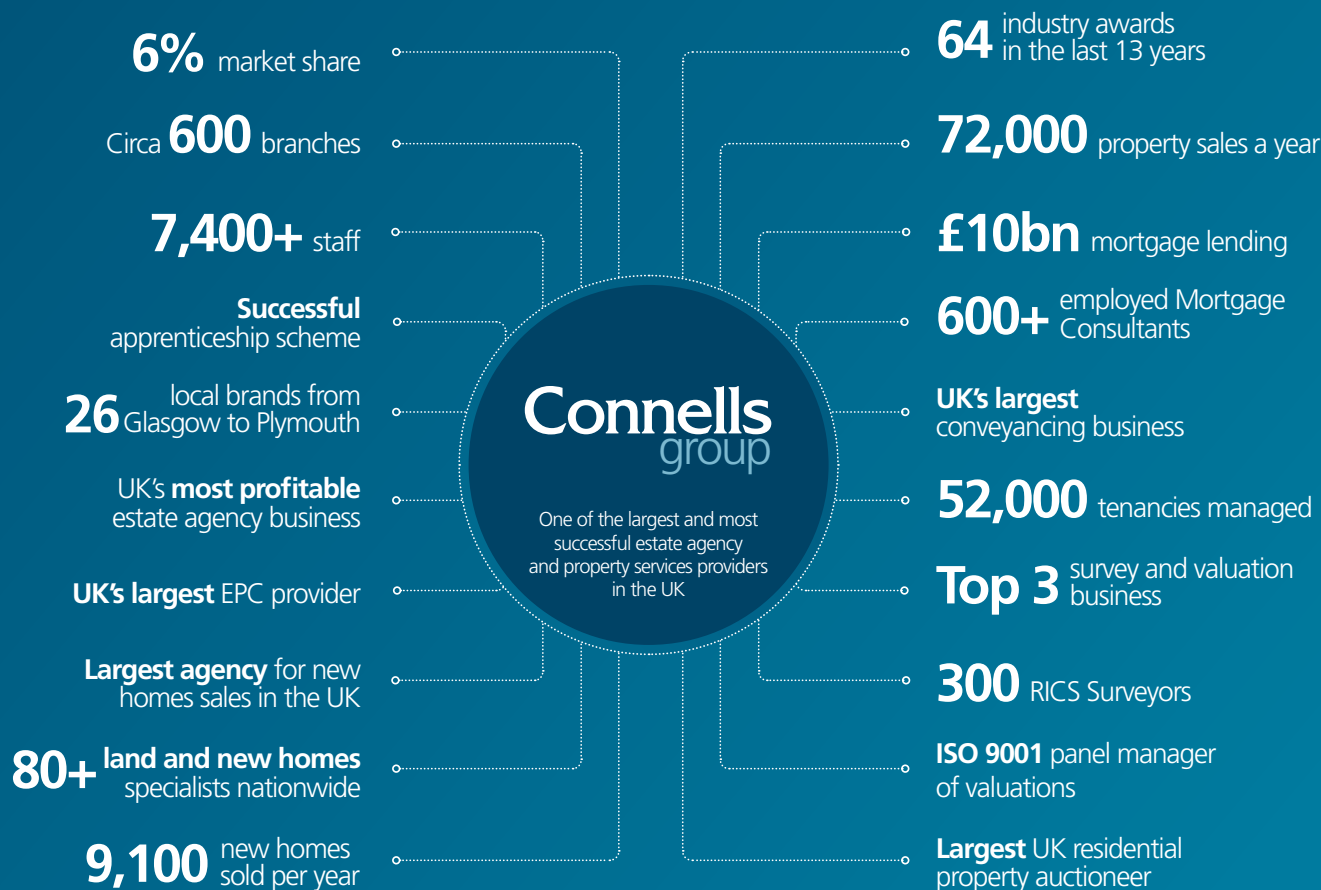 6% market share
Circa 600 branches
7,400+ staff
Successful
apprenticeship scheme
26 local brands from
Glasgow to Plymouth
UK's most profitable
estate agency business
UK's largest EPC provider
Largest agency for new
homes sales in the UK
80+ land and new homes
specialists nationwide
9,100 new homes
sold per year
Connells
group
One of the largest and most
successful estate agency
and property services providers
in the UK
64 industry awards
in the last 13 years
72,000 property sales a year
£10bn mortgage lending
600+ employed Mortgage
Consultants
UK's largest
conveyancing business
52,000 tenancies managed
Top 3 survey and valuation
business
300 RICS Surveyors
ISO 9001 panel manager
of valuations
Largest UK residential
property auctioneer